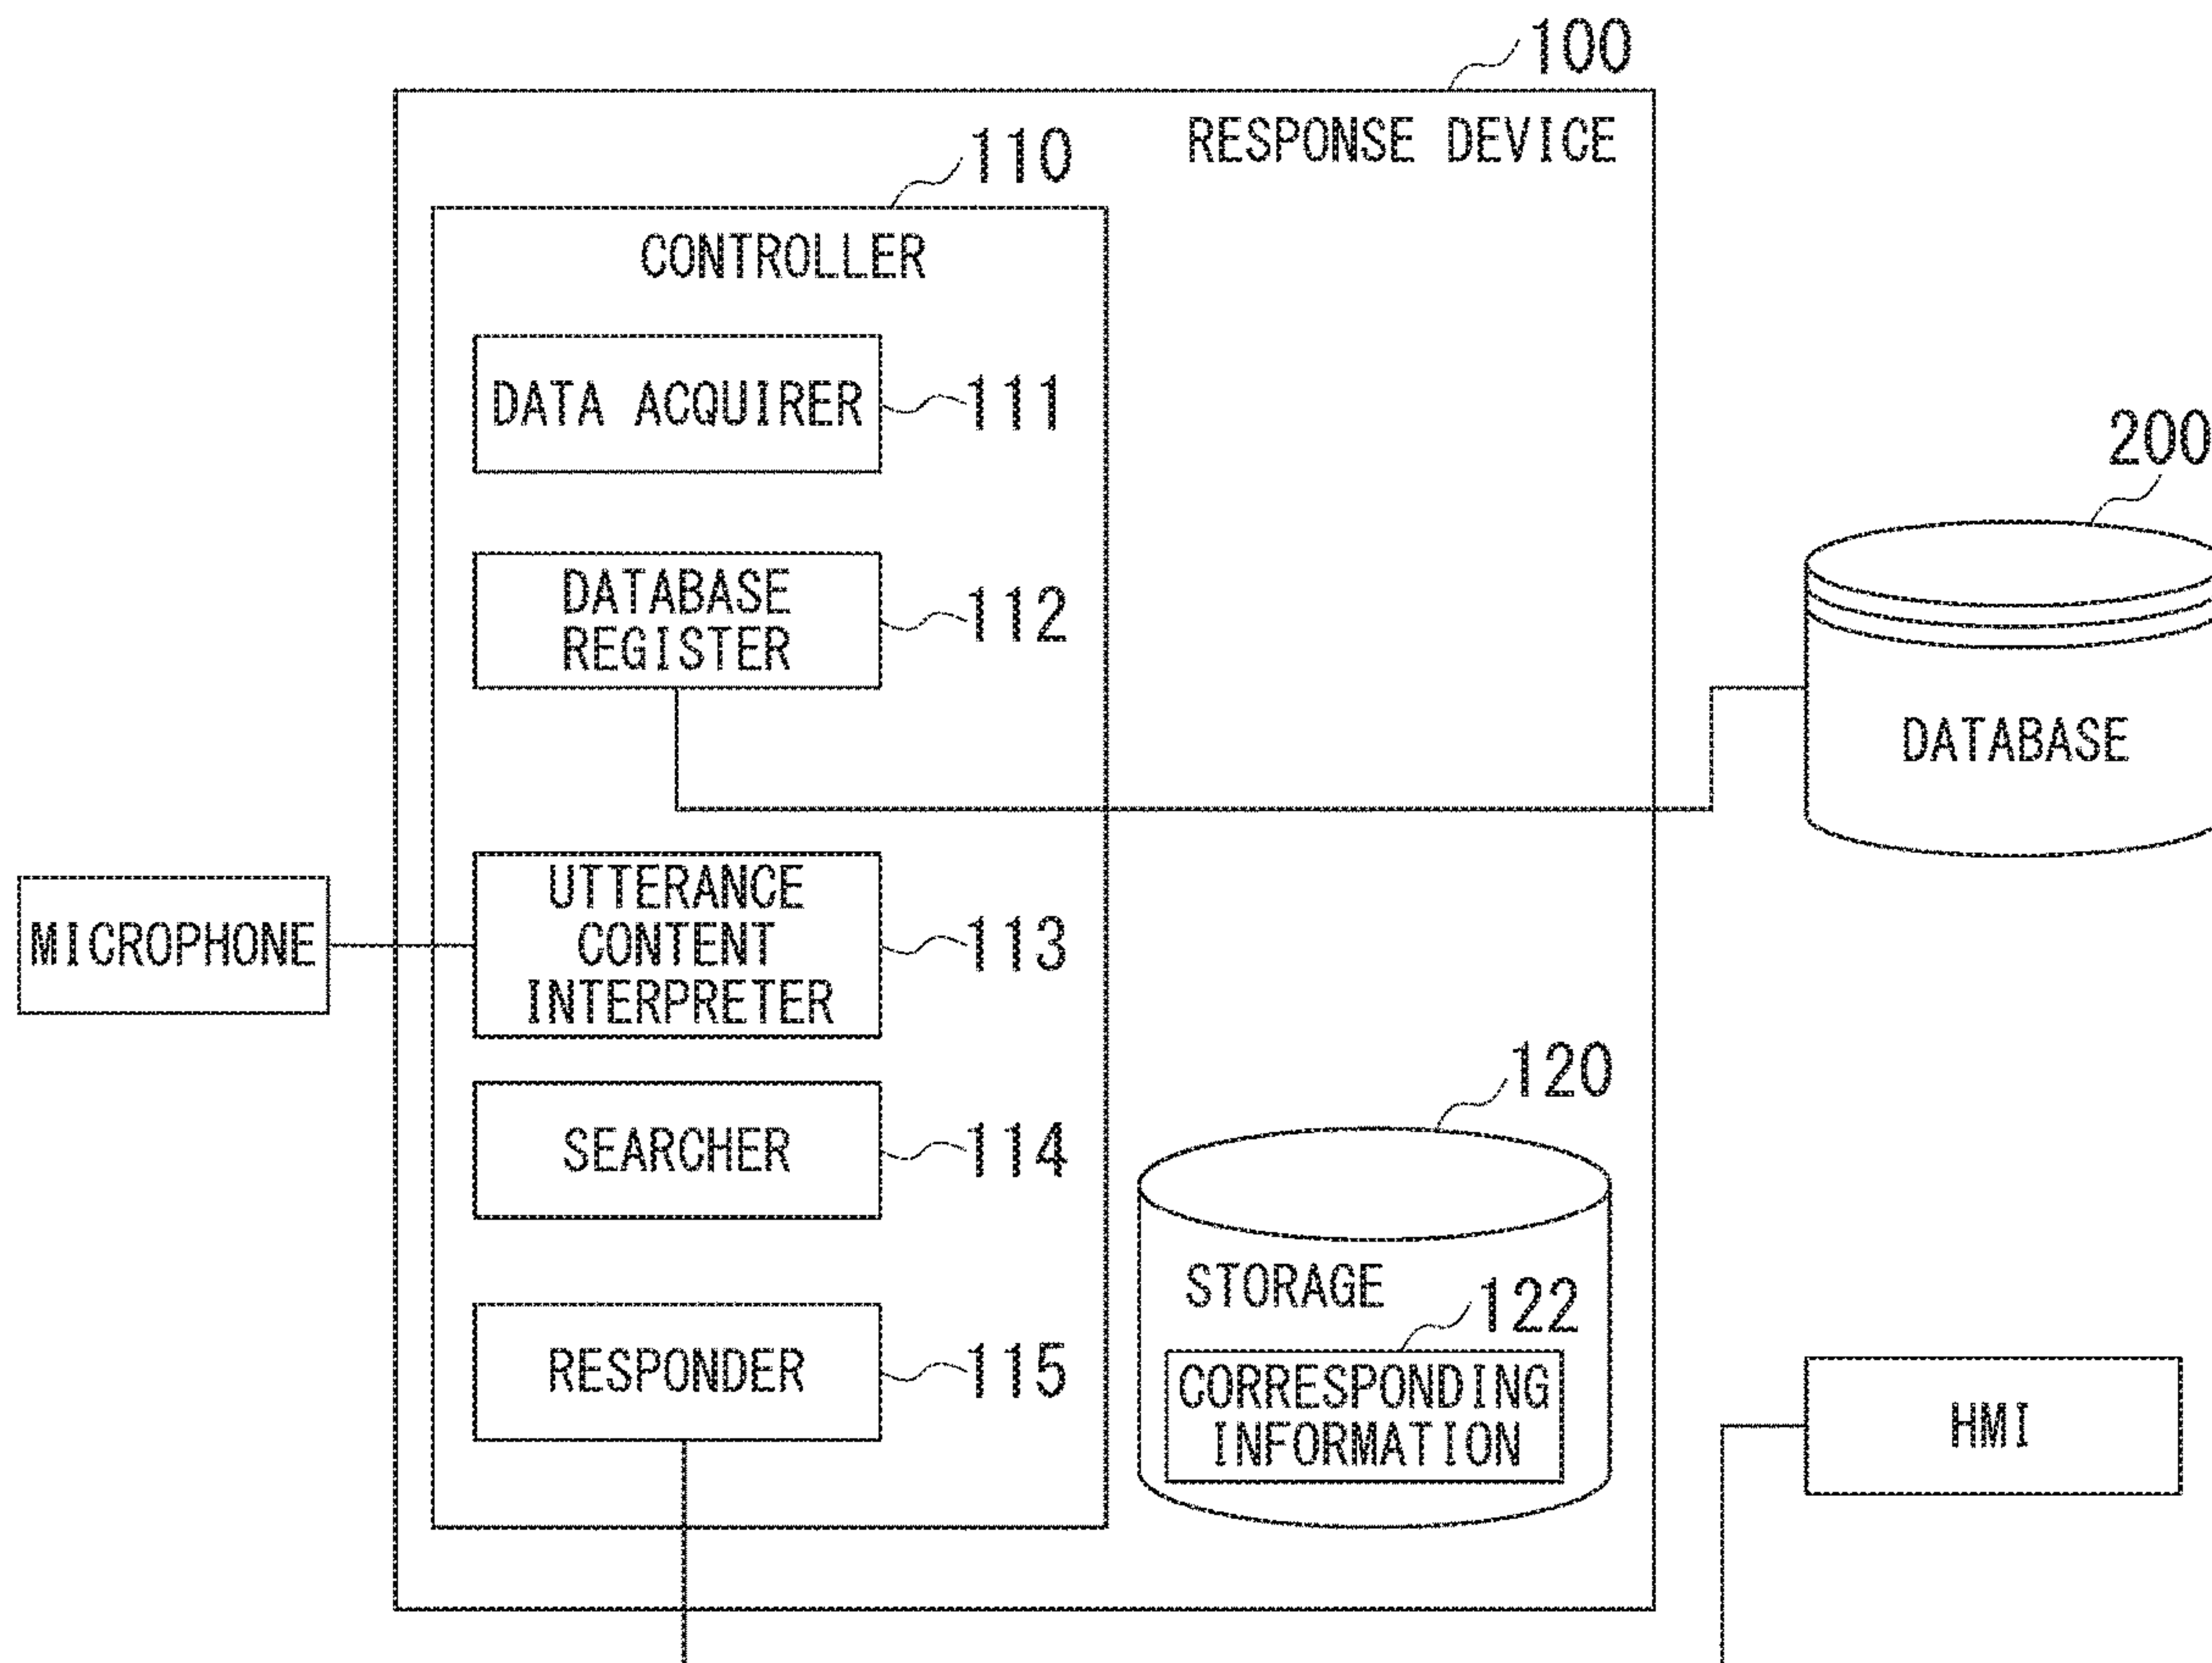 100
RESPONSE DEVICE
110
CONTROLLER
DATA ACQUIRER
111
200
DATABASE
REGISTER
112
DATABASE
MICROPHONE
UTTERANCE
CONTENT
INTERPRETER
113
SEARCHER
114
120
STORAGE
122
CORRESPONDING
INFORMATION
RESPONDER
115
HMI